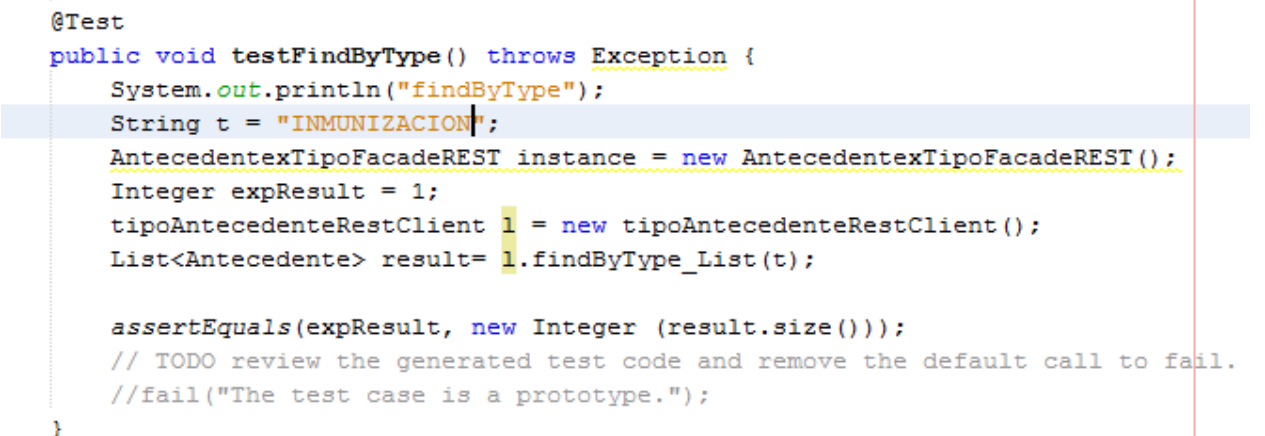 @Test
public void testFindByType() throws Exception {
System.out.println("findByType");
String t = "INMUNIZACION";
AntecedentexTipoFacadeREST instance = new AntecedentexTipoFacadeREST();
Integer expResult = 1;
tipoAntecedenteRestClient l = new tipoAntecedenteRestClient();
List<Antecedente> result= l.findByType_List(t);
assertEquals(expResult, new Integer (result.size()));
// TODO review the generated test code and remove the default call to fail.
//fail("The test case is a prototype.");
}